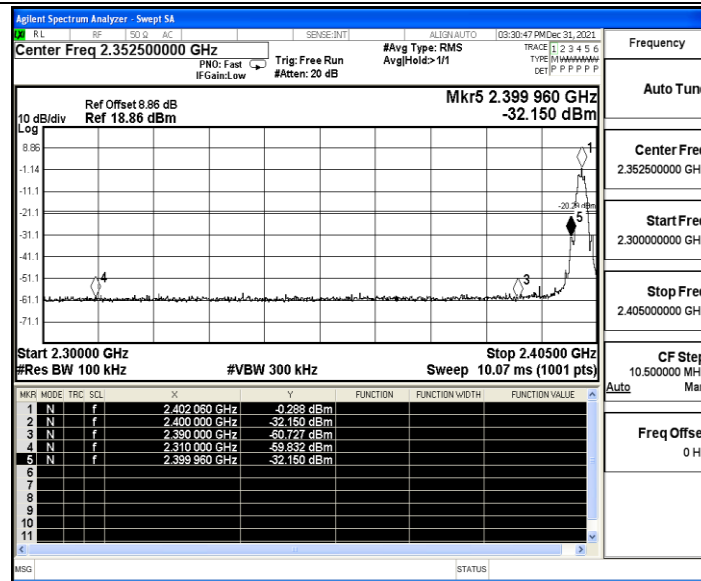 Agilent Spectrum Analyzer - Swept SA
RL RF 50 Ω AC SENSE:INT ALIGN AUTO 03:30:47 PM Dec 31, 2021
Center Freq 2.352500000 GHz
PNO: Fast
IFGain:Low
Trig: Free Run
#Atten: 20 dB
#Avg Type: RMS
Avg|Hold:> 1/1
TRACE 1 2 3 4 5 6
TYPE M WWWWW
DET P P P P P P
Ref Offset 8.86 dB
10 dB/div Ref 18.86 dBm
Log
Mkr5 2.399 960 GHz
-32.150 dBm
8.86
-1.14
-11.1
-21.1
-31.1
-41.1
-51.1
-61.1
-71.1
1
-20.29 dBm
5
4
3
Start 2.30000 GHz Stop 2.40500 GHz
#Res BW 100 kHz #VBW 300 kHz Sweep 10.07 ms (1001 pts)
MKR MODE TRC SCL X Y FUNCTION FUNCTION WIDTH FUNCTION VALUE
1 N f 2.402 060 GHz -0.288 dBm
2 N f 2.400 000 GHz -32.150 dBm
3 N f 2.390 000 GHz -60.727 dBm
4 N f 2.310 000 GHz -59.832 dBm
5 N f 2.399 960 GHz -32.150 dBm
6
7
8
9
10
11
MSG STATUS
Frequency
Auto Tun
Center Fre
2.352500000 GH
Start Fre
2.300000000 GH
Stop Fre
2.405000000 GH
CF Step
10.500000 MH
Auto Ma
Freq Offse
0 H